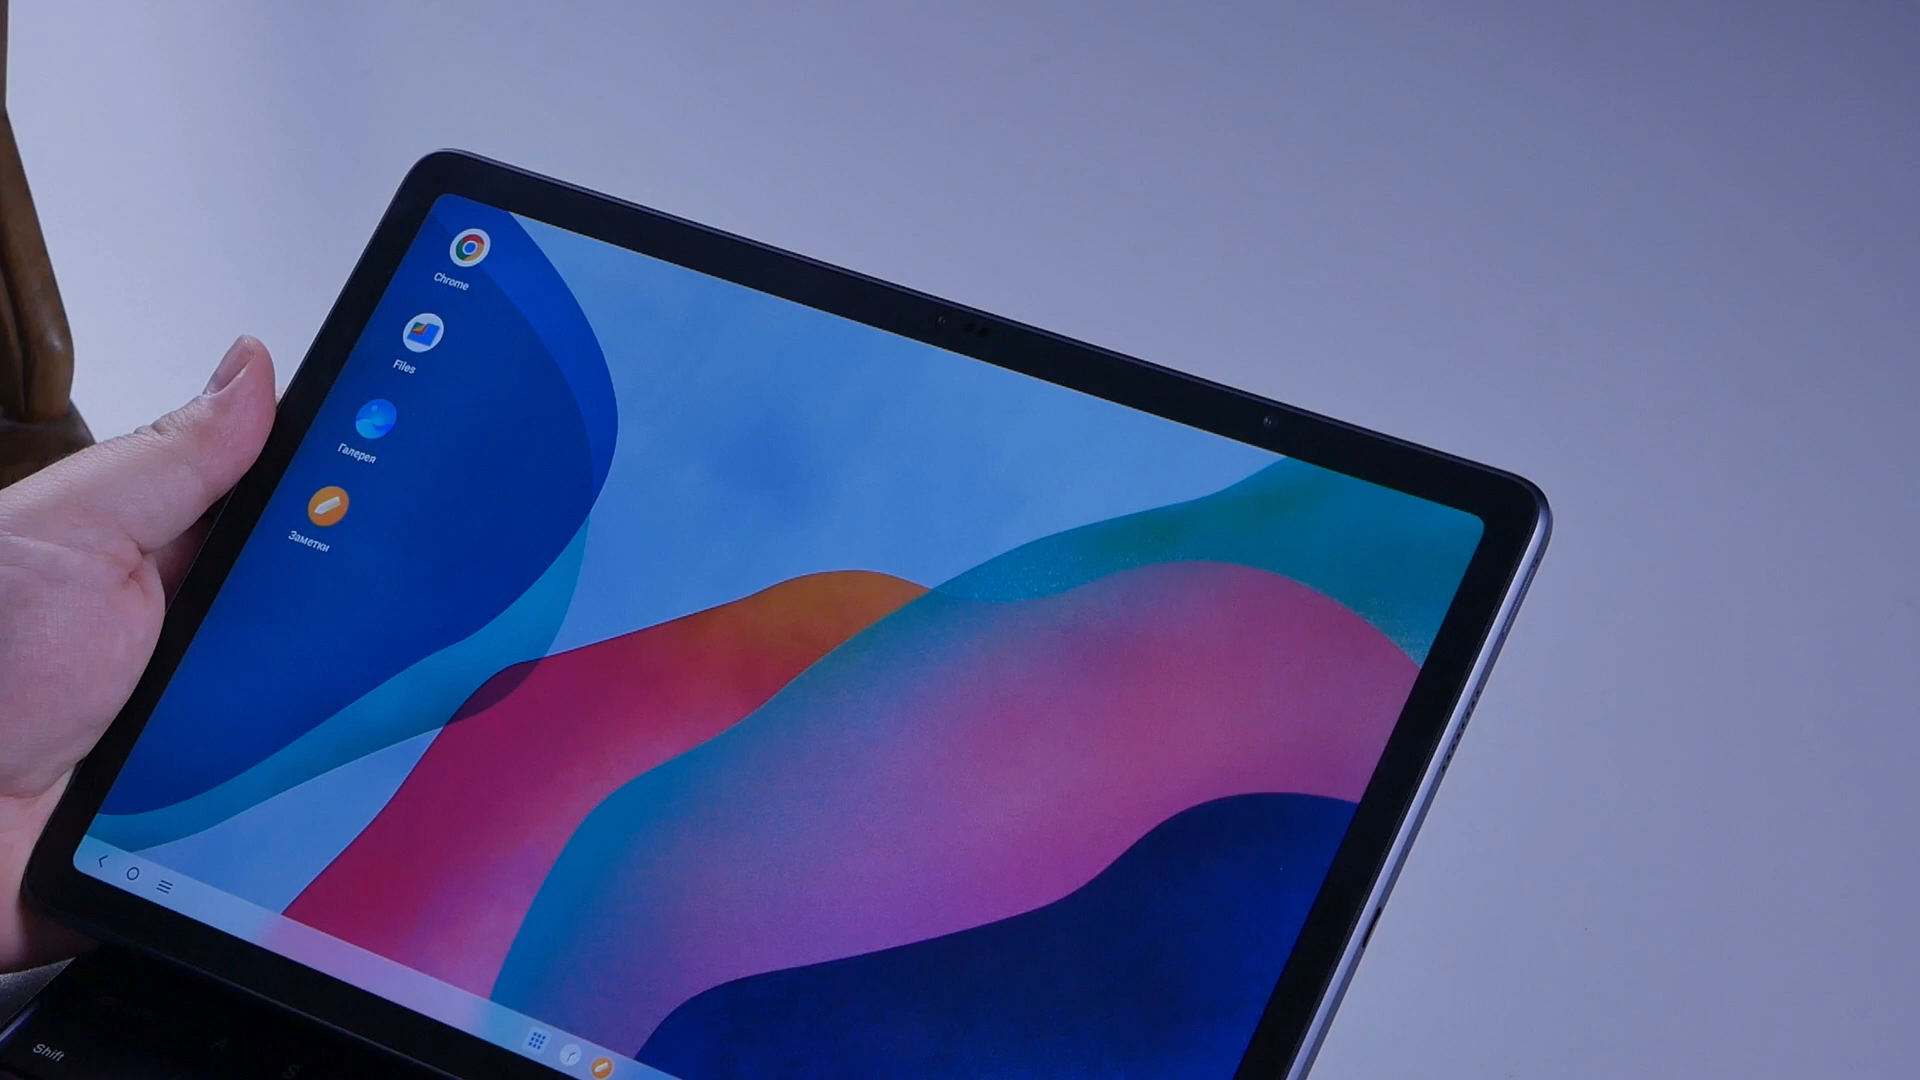 Chrome
Files
Галерея
Заметки
Shift